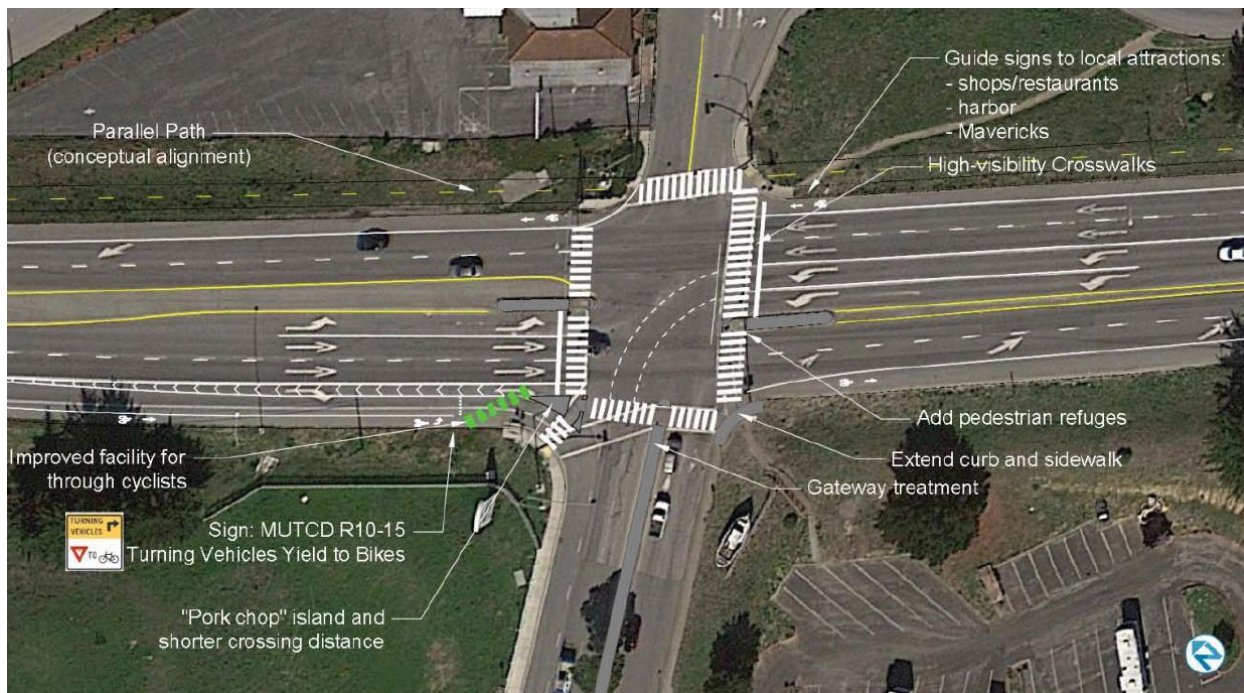 Guide signs to local attractions:
- shops/restaurants
- harbor
- Mavericks
Parallel Path
(conceptual alignment)
High-visibility Crosswalks
Add pedestrian refuges
Improved facility for
through cyclists
Extend curb and sidewalk
Gateway treatment
Sign: MUTCD R10-15
Turning Vehicles Yield to Bikes
TURNING
VEHICLES
TO
"Pork chop" island and
shorter crossing distance